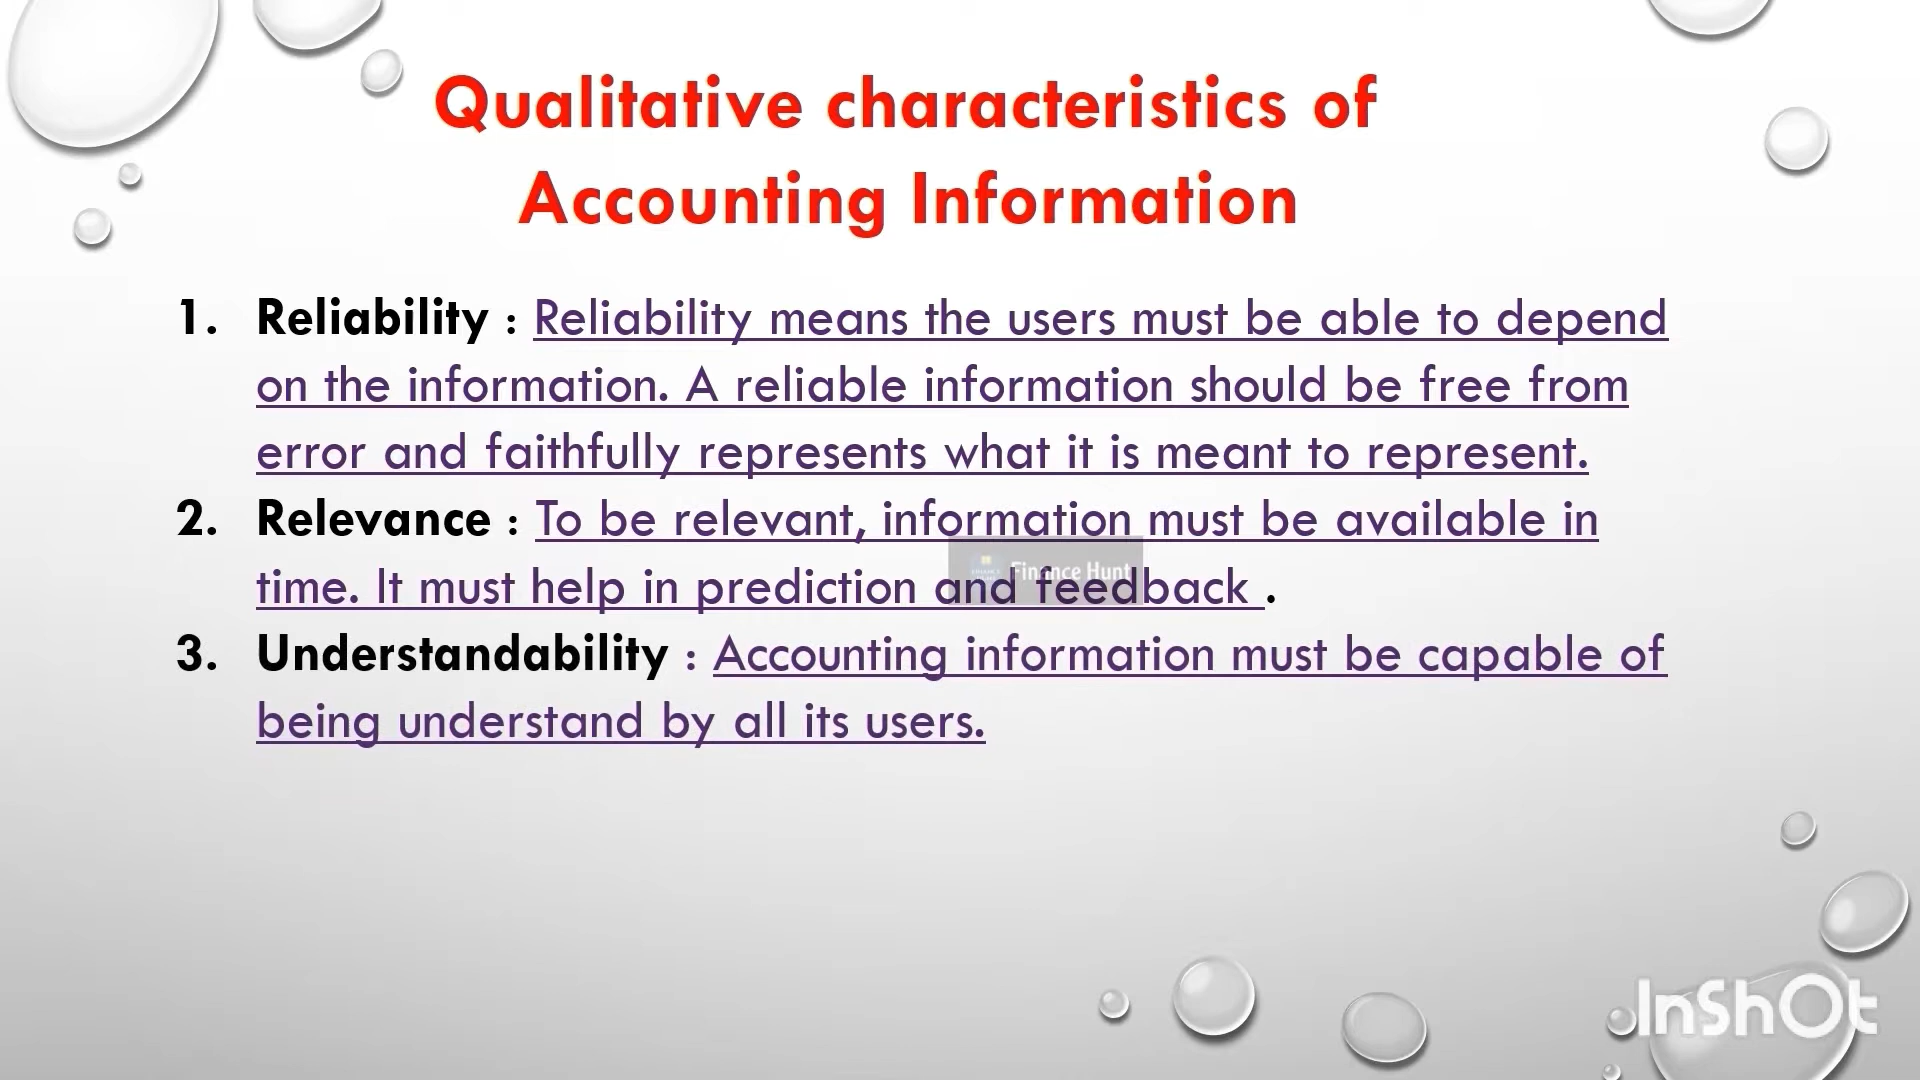 Qualitative characteristics of
Accounting Information
1. Reliability : Reliability means the users must be able to depend
on the information. A reliable information should be free from
error and faithfully represents what it is meant to represent.
2. Relevance : To be relevant, information must be available in
time. It must help in prediction and feedback .
Finance Hunt
3. Understandability : Accounting information must be capable of
being understand by all its users.
InShOt